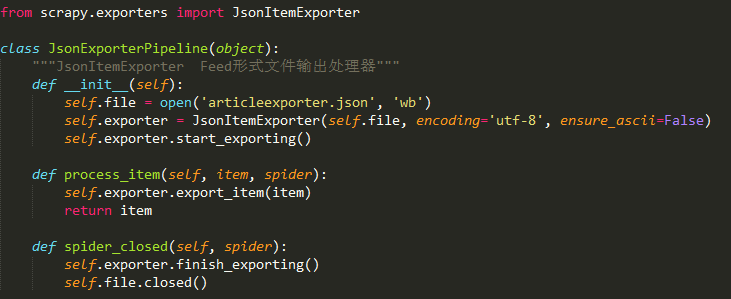 from scrapy.exporters import JsonItemExporter
class JsonExporterPipeline(object):
    """JsonItemExporter  Feed形式文件输出处理器"""
    def __init__(self):
        self.file = open('articleexporter.json', 'wb')
        self.exporter = JsonItemExporter(self.file, encoding='utf-8', ensure_ascii=False)
        self.exporter.start_exporting()
    def process_item(self, item, spider):
        self.exporter.export_item(item)
        return item
    def spider_closed(self, spider):
        self.exporter.finish_exporting()
        self.file.closed()